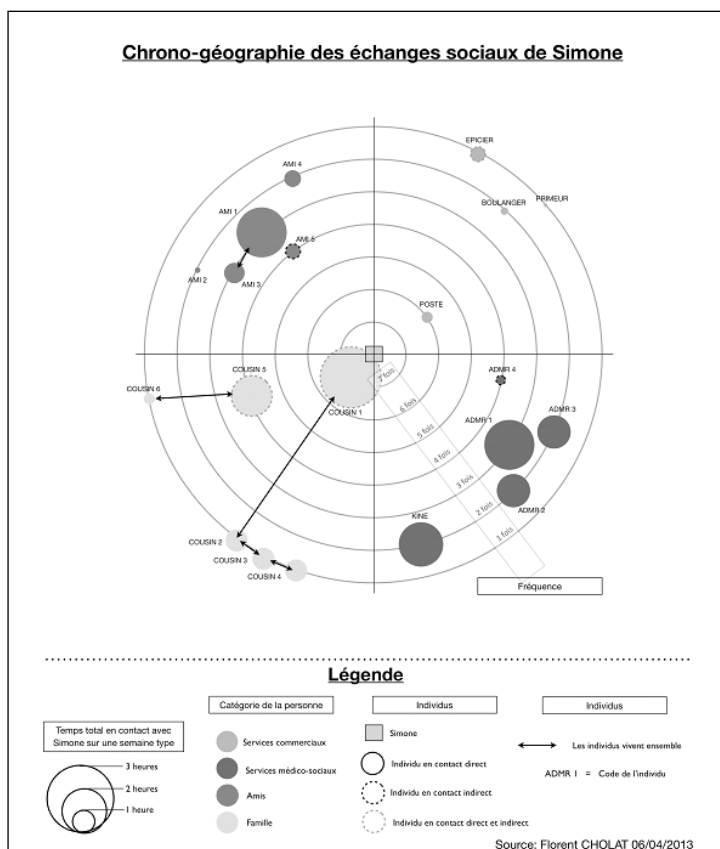 Chrono-géographie des échanges sociaux de Simone
EPICIER
AMI 4
BOULANGER
PRIMEUR
AMI 1
AMI 5
AMI 2
AMI 3
POSTE
COUSIN 5
COUSIN 6
COUSIN 1
7 fois
6 fois
5 fois
4 fois
3 fois
2 fois
1 fois
ADMR 4
ADMR 1
ADMR 3
ADMR 2
KINE
COUSIN 2
COUSIN 3
COUSIN 4
Fréquence
Légende
Temps total en contact avec
Simone sur une semaine type
3 heures
2 heures
1 heure
Catégorie de la personne
Services commerciaux
Services médico-sociaux
Amis
Famille
Individus
Simone
Individu en contact direct
Individu en contact indirect
Individu en contact direct et indirect
Individus
Les individus vivent ensemble
ADMR 1 = Code de l'individu
Source: Florent CHOLAT 06/04/2013